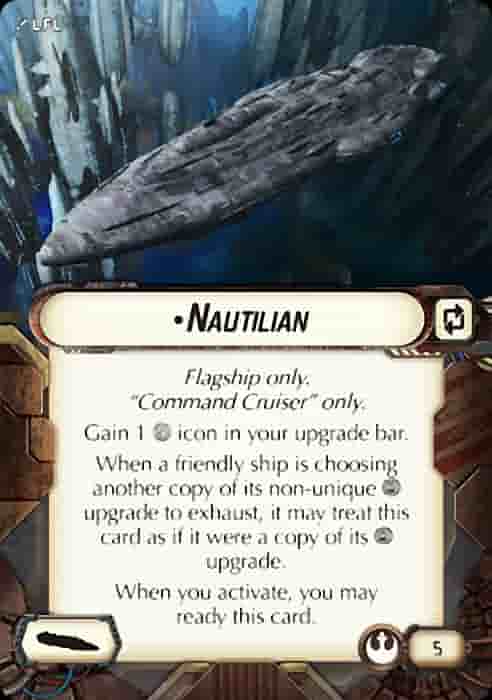 LFL
•NAUTILIAN
Flagship only.
"Command Cruiser" only.
Gain 1 icon in your upgrade bar.
When a friendly ship is choosing
another copy of its non-unique
upgrade to exhaust, it may treat this
card as if it were a copy of its
upgrade.
When you activate, you may
ready this card.
5